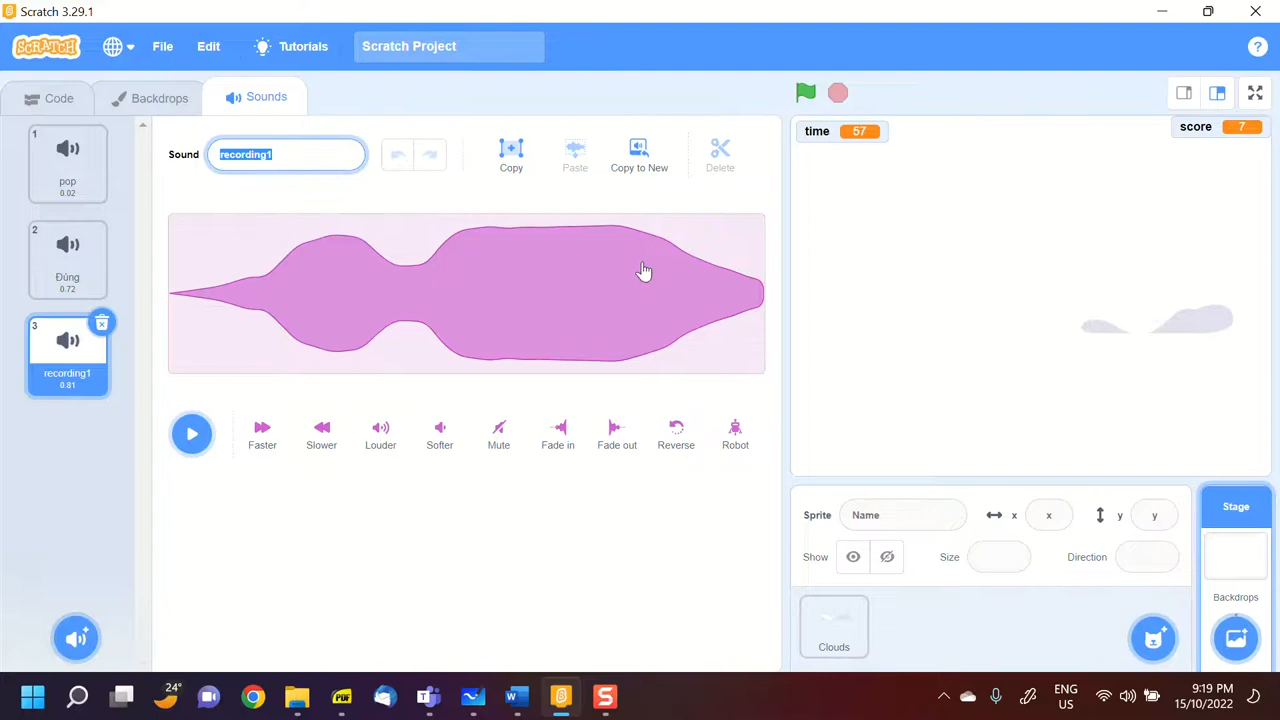 Scratch 3.29.1
SCRATCH
File
Edit
Tutorials
Scratch Project
?
Code
Backdrops
Sounds
1
pop
0.02
2
Đúng
0.72
3
recording1
0.81
Sound
recording1
Copy
Paste
Copy to New
Delete
Faster
Slower
Louder
Softer
Mute
Fade in
Fade out
Reverse
Robot
time 57
score 7
Sprite
Name
x
x
y
y
Show
Size
Direction
Clouds
Stage
Backdrops
24°
PDF
W
S
ENG
US
9:19 PM
15/10/2022